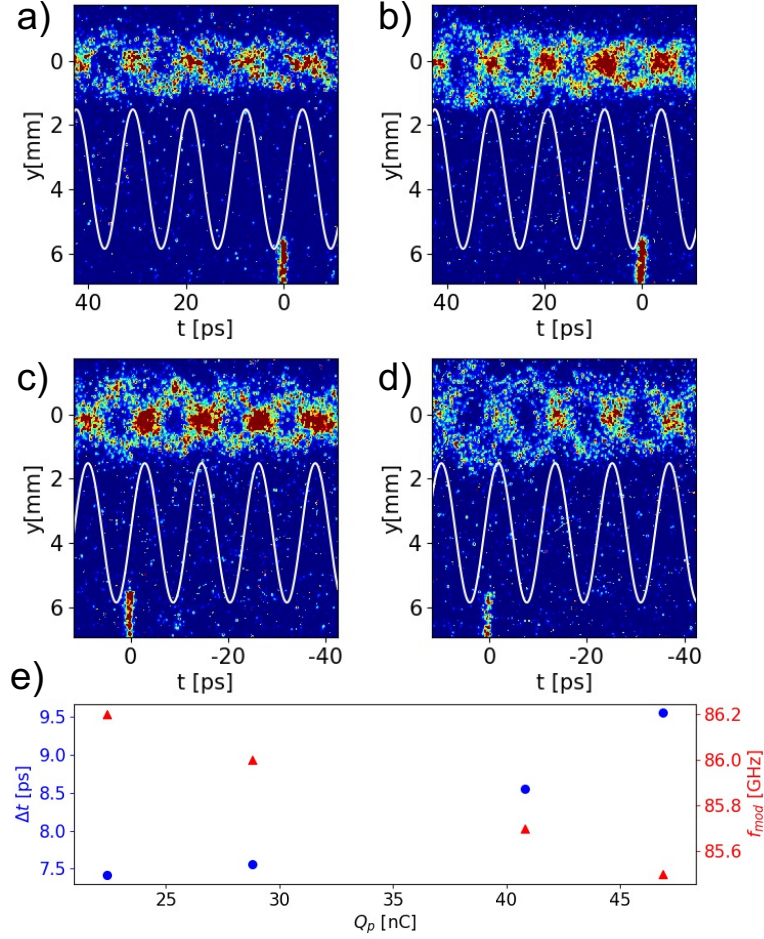 a)
b)
y[mm]
0
2
4
6
40
20
0
t [ps]
0
2
4
6
40
20
0
t [ps]
y[mm]
c)
d)
y[mm]
0
2
4
6
0
-20
-40
t [ps]
y[mm]
0
2
4
6
0
-20
-40
t [ps]
e)
Δt [ps]
9.5
9.0
8.5
8.0
7.5
86.2
86.0
85.8
85.6
f_mod [GHz]
25
30
35
40
45
Q_p [nC]